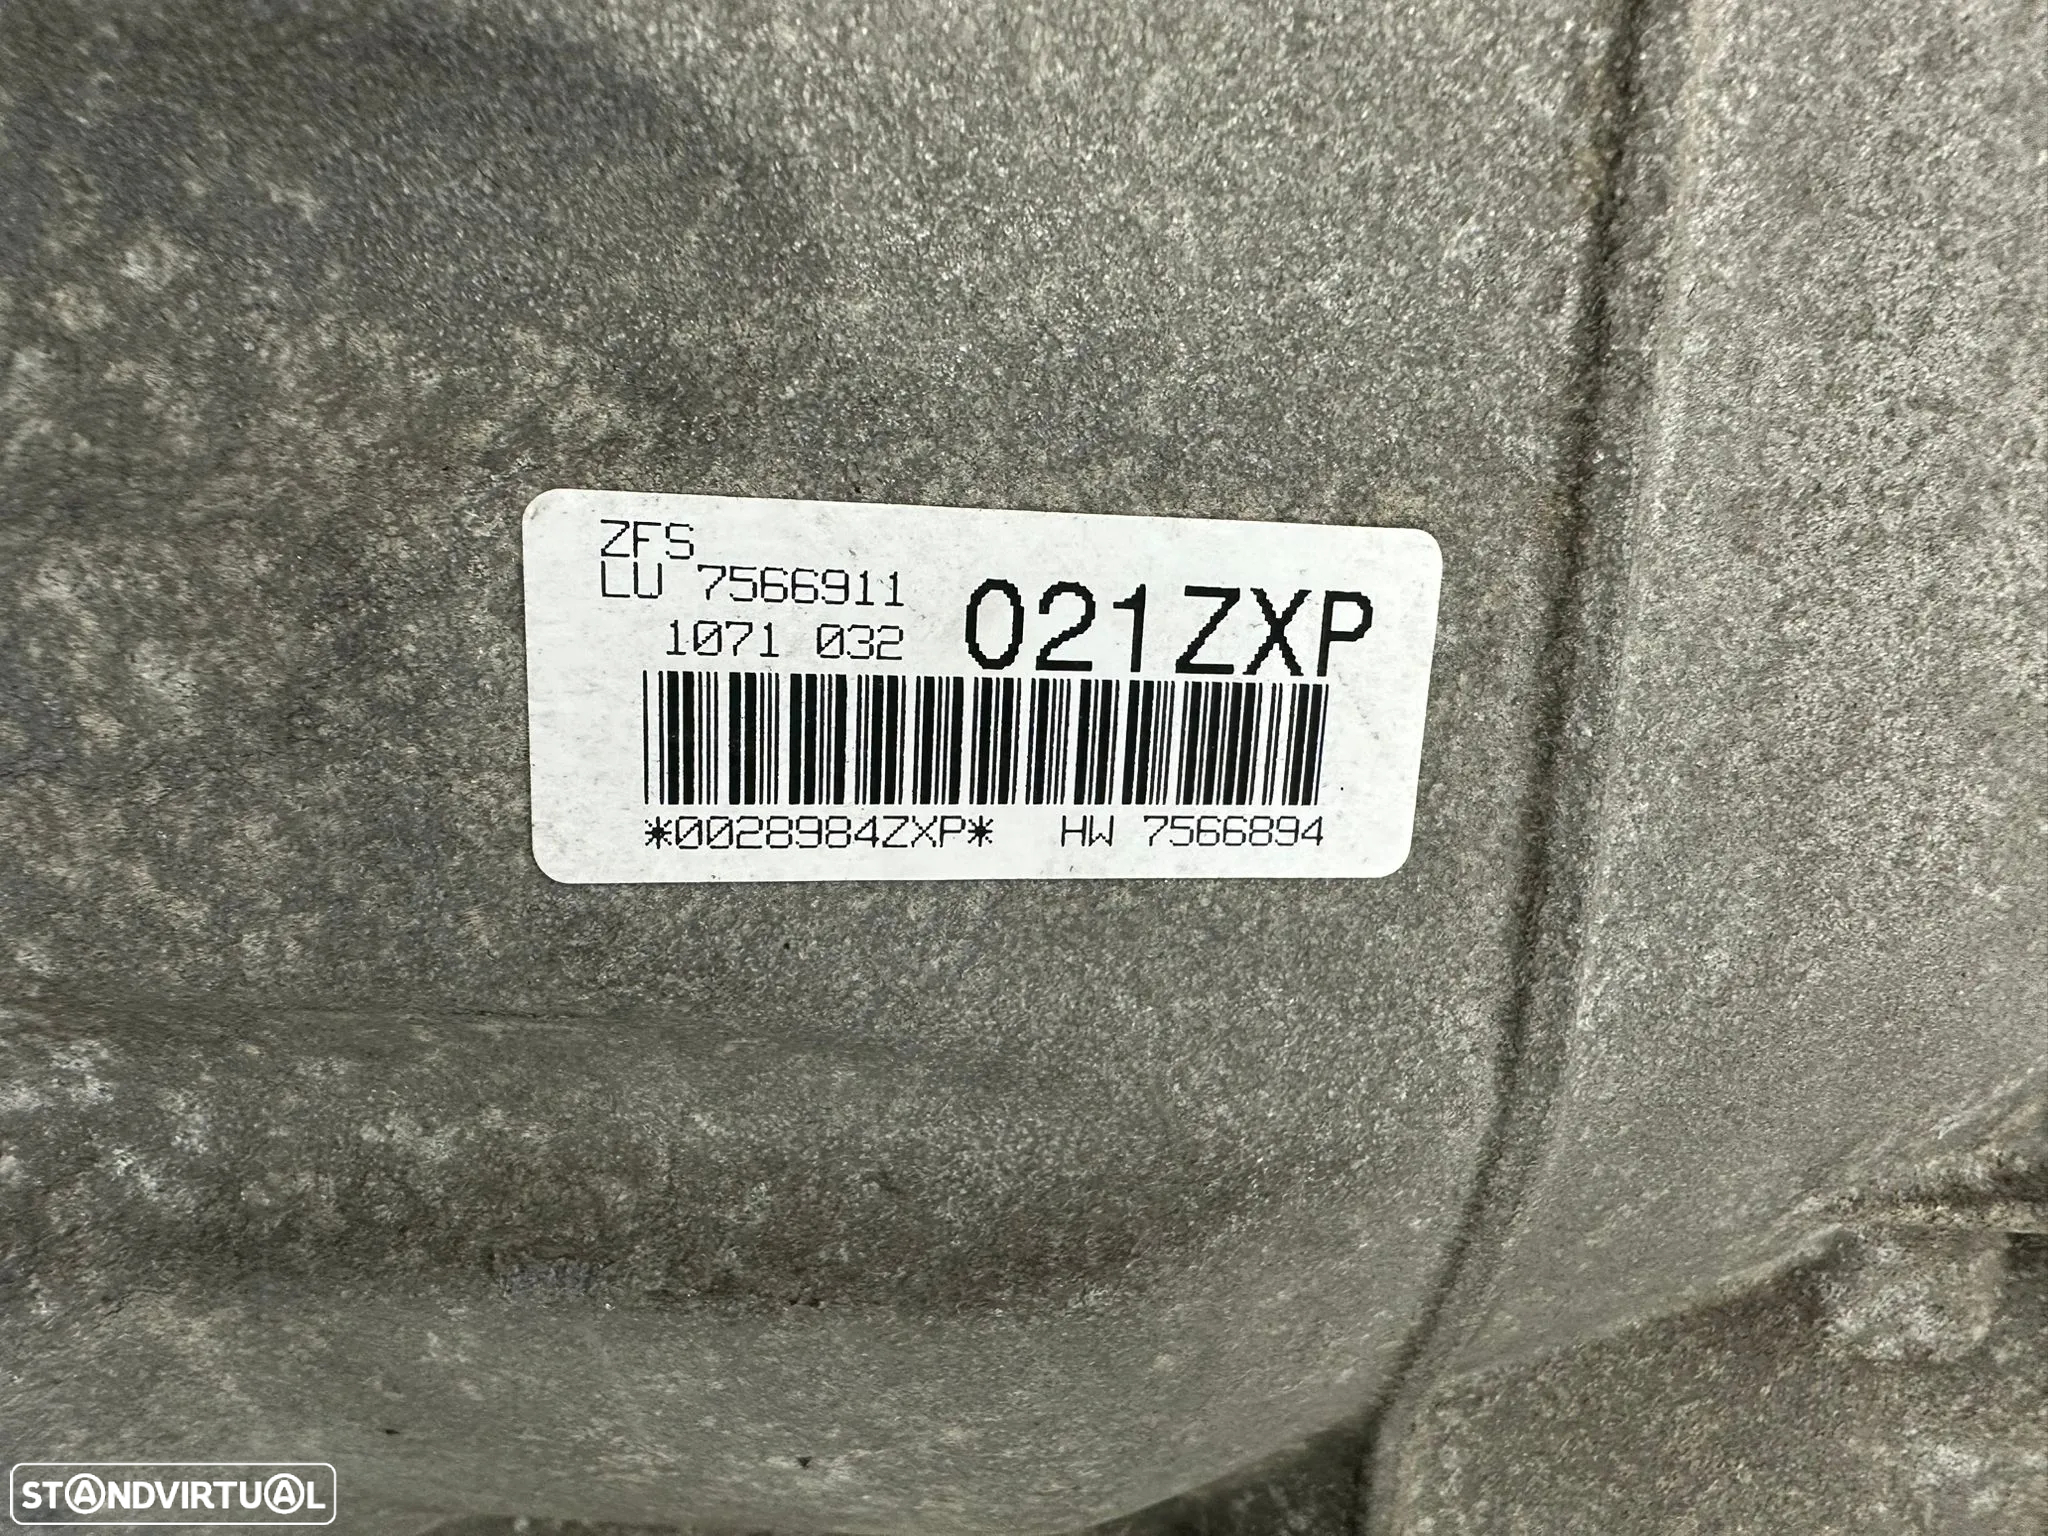 ZFS
LU 7566911
1071 032
021ZXP
*0028984ZXP* HW 7566894
STANDVIRTUAL